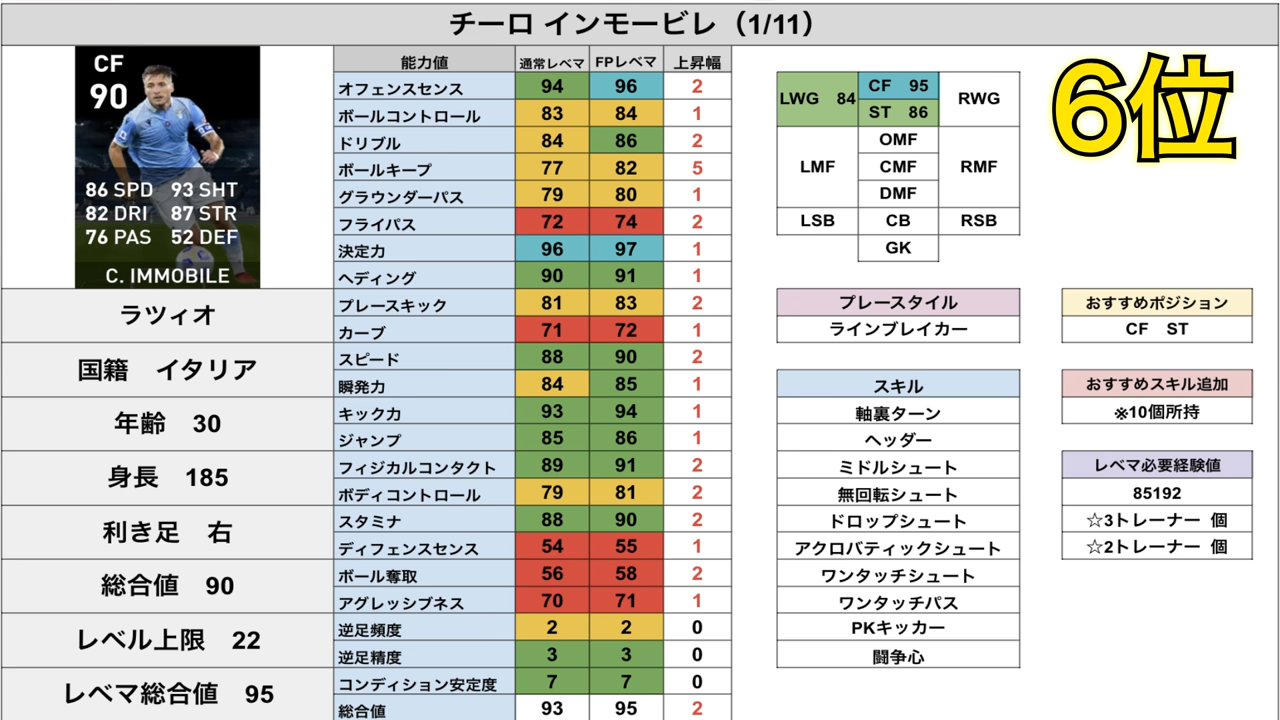 チーロ インモービレ（1/11）
CF
90
86 SPD 93 SHT
82 DRI 87 STR
76 PAS 52 DEF
C. IMMOBILE
ラツィオ
国籍 イタリア
年齢 30
身長 185
利き足 右
総合値 90
レベル上限 22
レベマ総合値 95
能力値 通常レベマ FPレベマ 上昇幅
オフェンスセンス 94 96 2
ボールコントロール 83 84 1
ドリブル 84 86 2
ボールキープ 77 82 5
グラウンダーパス 79 80 1
フライパス 72 74 2
決定力 96 97 1
ヘディング 90 91 1
プレースキック 81 83 2
カーブ 71 72 1
スピード 88 90 2
瞬発力 84 85 1
キック力 93 94 1
ジャンプ 85 86 1
フィジカルコンタクト 89 91 2
ボディコントロール 79 81 2
スタミナ 88 90 2
ディフェンスセンス 54 55 1
ボール奪取 56 58 2
アグレッシブネス 70 71 1
逆足頻度 2 2 0
逆足精度 3 3 0
コンディション安定度 7 7 0
総合値 93 95 2
LWG 84 CF 95 RWG
ST 86
OMF
LMF CMF RMF
DMF
LSB CB RSB
GK
6位
プレースタイル
ラインブレイカー
スキル
軸裏ターン
ヘッダー
ミドルシュート
無回転シュート
ドロップシュート
アクロバティックシュート
ワンタッチシュート
ワンタッチパス
PKキッカー
闘争心
おすすめポジション
CF ST
おすすめスキル追加
※10個所持
レベマ必要経験値
85192
☆3トレーナー 個
☆2トレーナー 個